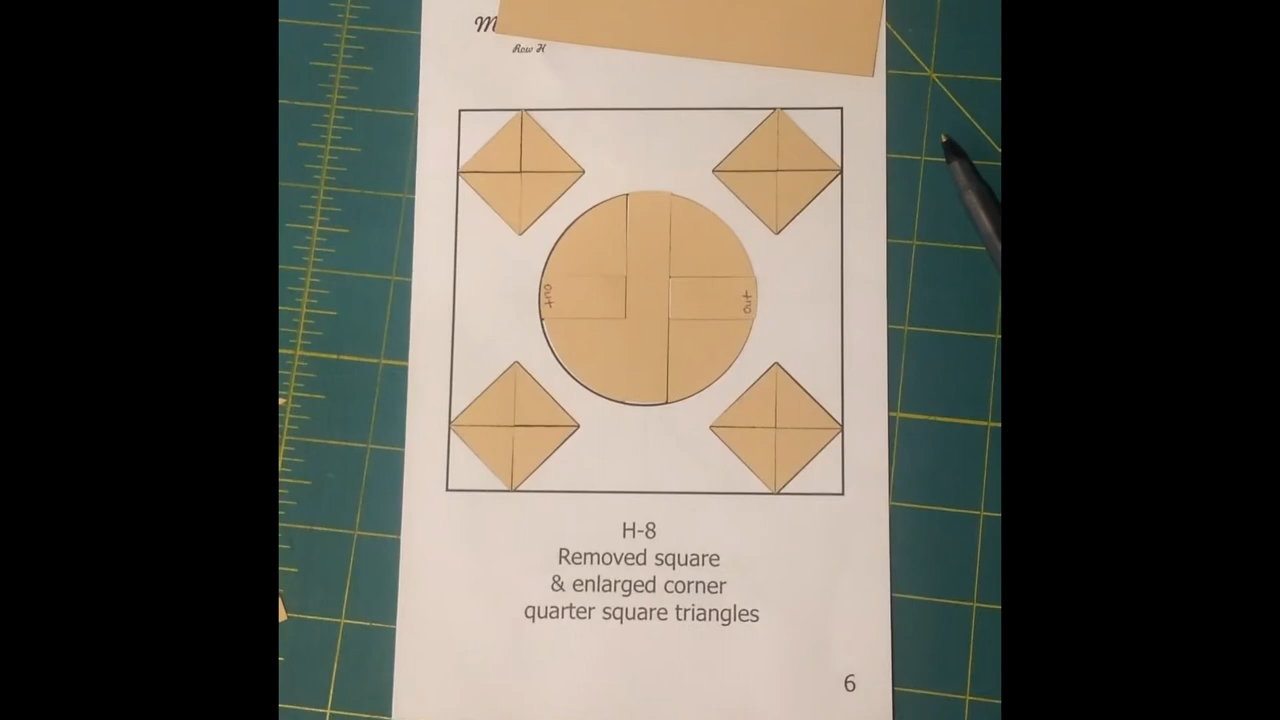 Row H
out
out
H-8
Removed square
& enlarged corner
quarter square triangles
6